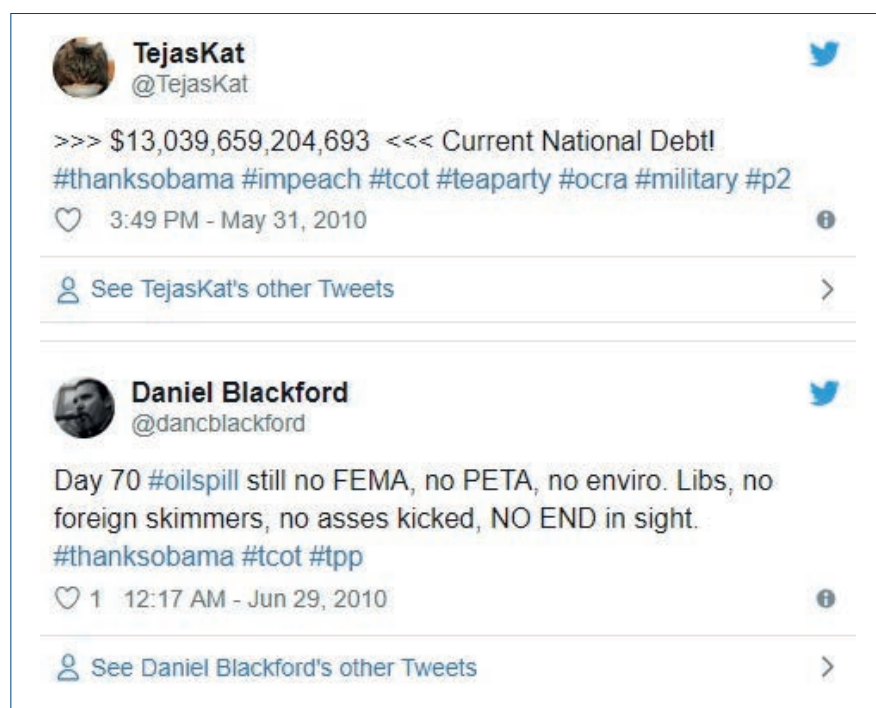 TejasKat
@TejasKat
>>> $13,039,659,204,693 <<< Current National Debt!
#thanksobama #impeach #tcot #teaparty #ocra #military #p2
3:49 PM - May 31, 2010
See TejasKat's other Tweets
Daniel Blackford
@dancblackford
Day 70 #oilspill still no FEMA, no PETA, no enviro. Libs, no
foreign skimmers, no asses kicked, NO END in sight.
#thanksobama #tcot #tpp
1 12:17 AM - Jun 29, 2010
See Daniel Blackford's other Tweets